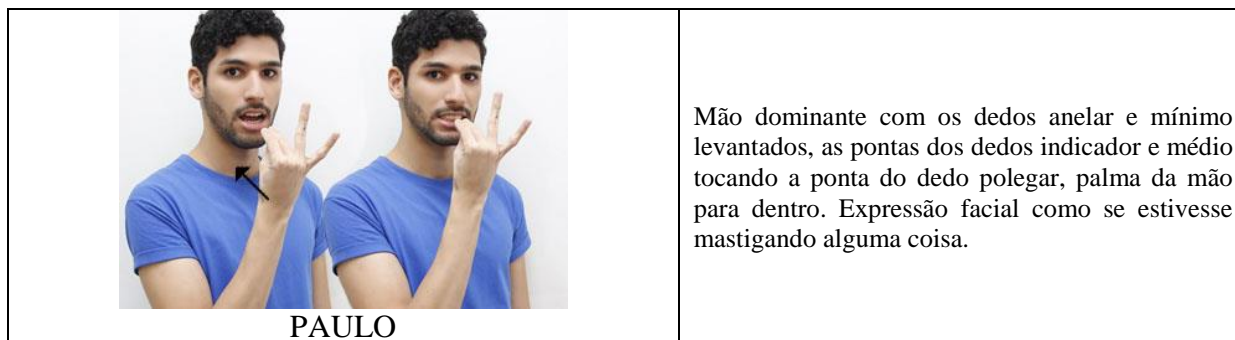 Mão dominante com os dedos anelar e mínimo
levantados, as pontas dos dedos indicador e médio
tocando a ponta do dedo polegar, palma da mão
para dentro. Expressão facial como se estivesse
mastigando alguma coisa.
PAULO